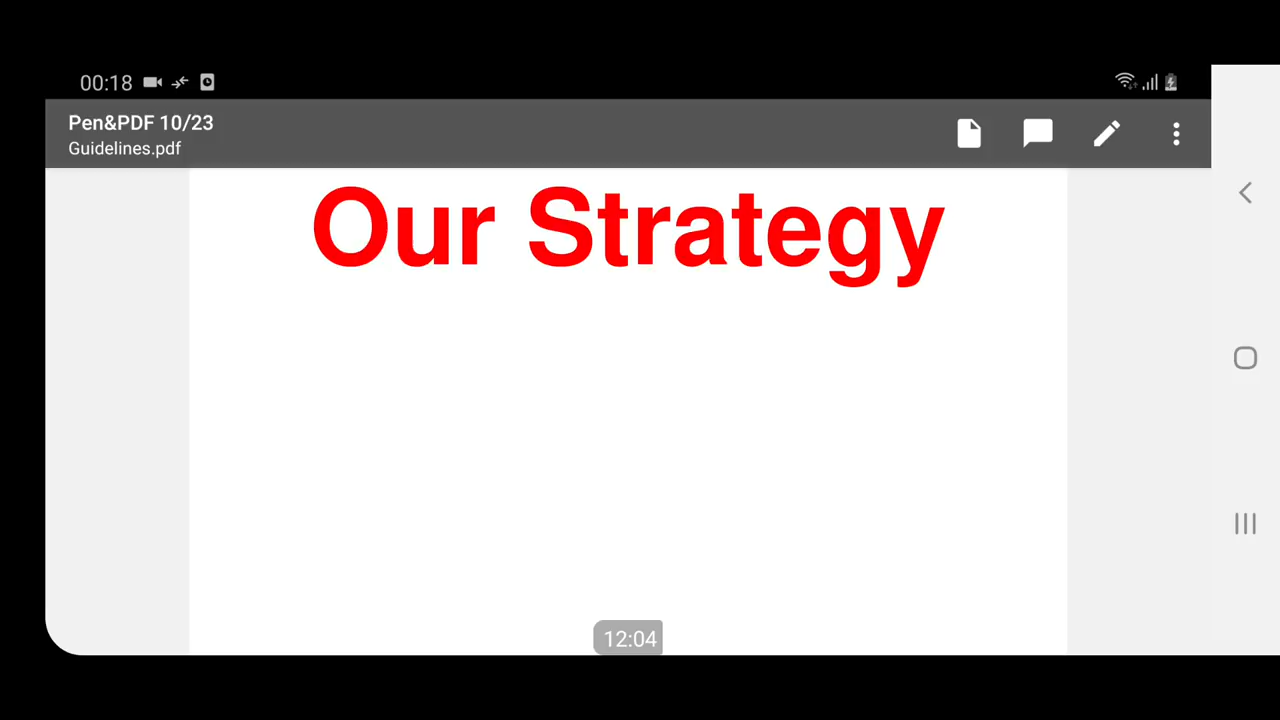 00:18
Pen&PDF 10/23
Guidelines.pdf
Our Strategy
12:04